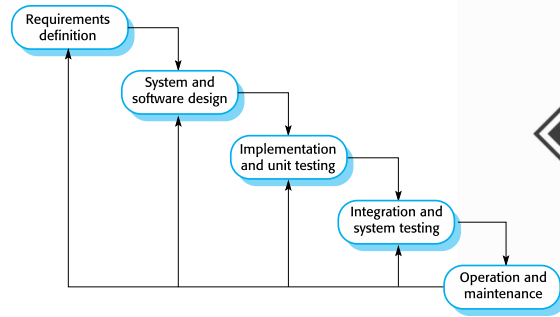 Requirements
definition
System and
software design
Implementation
and unit testing
Integration and
system testing
Operation and
maintenance